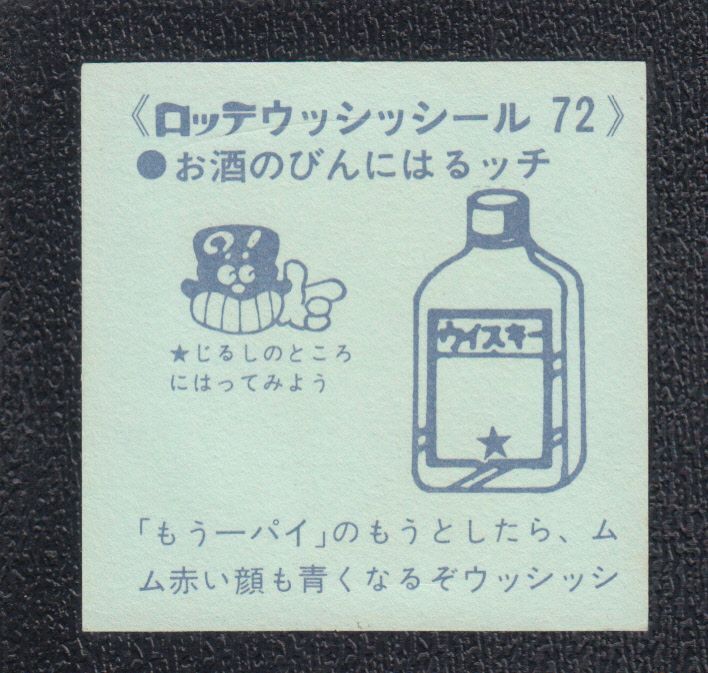 《ロッテウッシッシール 72》
●お酒のびんにはるッチ
?!
★じるしのところ
にはってみよう
ウイスキー
★
「もう一パイ」のもうとしたら、ム
ム赤い顔も青くなるぞウッシッシ